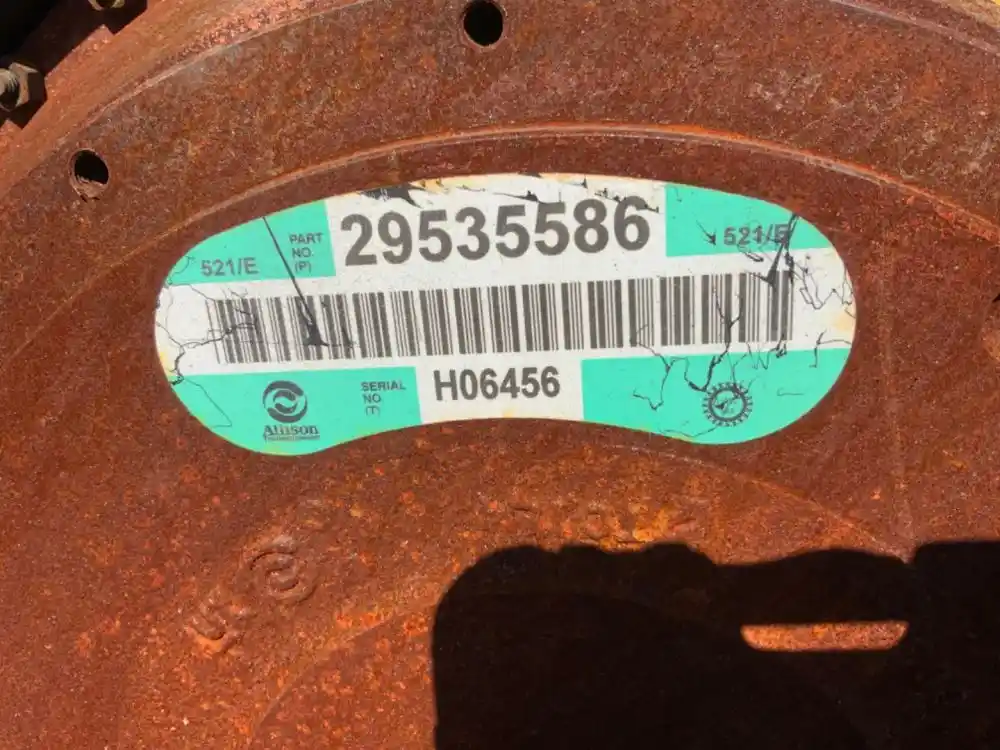 PART
NO.
(P)
29535586
521/E
521/E
SERIAL
NO
(T)
H06456
Allison